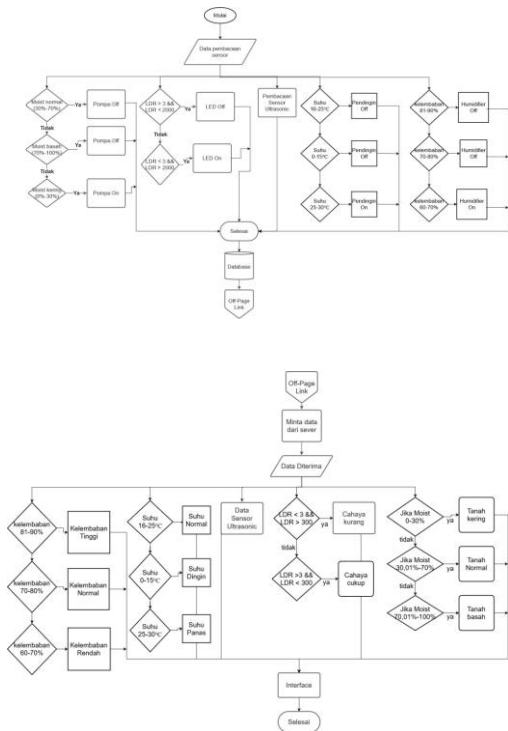 Mulai
Data pembacaan
sensor
Moist normal
(30%-70%)
Ya
Pompa Off
Tidak
Moist basah
(70%-100%)
Ya
Pompa Off
Tidak
Moist kering
(0%-30%)
Ya
Pompa On
LDR > 3 &&
LDR < 2000
Ya
LED Off
Tidak
LDR < 3 &&
LDR > 2000
Ya
LED On
Pembacaan
Sensor
Ultrasonic
Suhu
16-25°C
Pendingin
Off
Suhu
0-15°C
Pendingin
Off
Suhu
25-30°C
Pendingin
On
Kelembaban
81-90%
Humidifier
Off
Kelembaban
70-80%
Humidifier
Off
Kelembaban
60-70%
Humidifier
On
Selesai
Database
Off-Page
Link
Off-Page
Link
Minta data
dari sever
Data Diterima
kelembaban
81-90%
Kelembaban
Tinggi
kelembaban
70-80%
Kelembaban
Normal
kelembaban
60-70%
Kelembaban
Rendah
Suhu
16-25°C
Suhu
Normal
Suhu
0-15°C
Suhu
Dingin
Suhu
25-30°C
Suhu
Panas
Data
Sensor
Ultrasonic
LDR < 3 &&
LDR > 300
ya
Cahaya
kurang
tidak
LDR >3 &&
LDR < 300
ya
Cahaya
cukup
Jika Moist
0-30%
ya
Tanah
kering
tidak
Jika Moist
30,01%-70%
ya
Tanah
Normal
tidak
Jika Moist
70,01%-100%
ya
Tanah
basah
Interface
Selesai